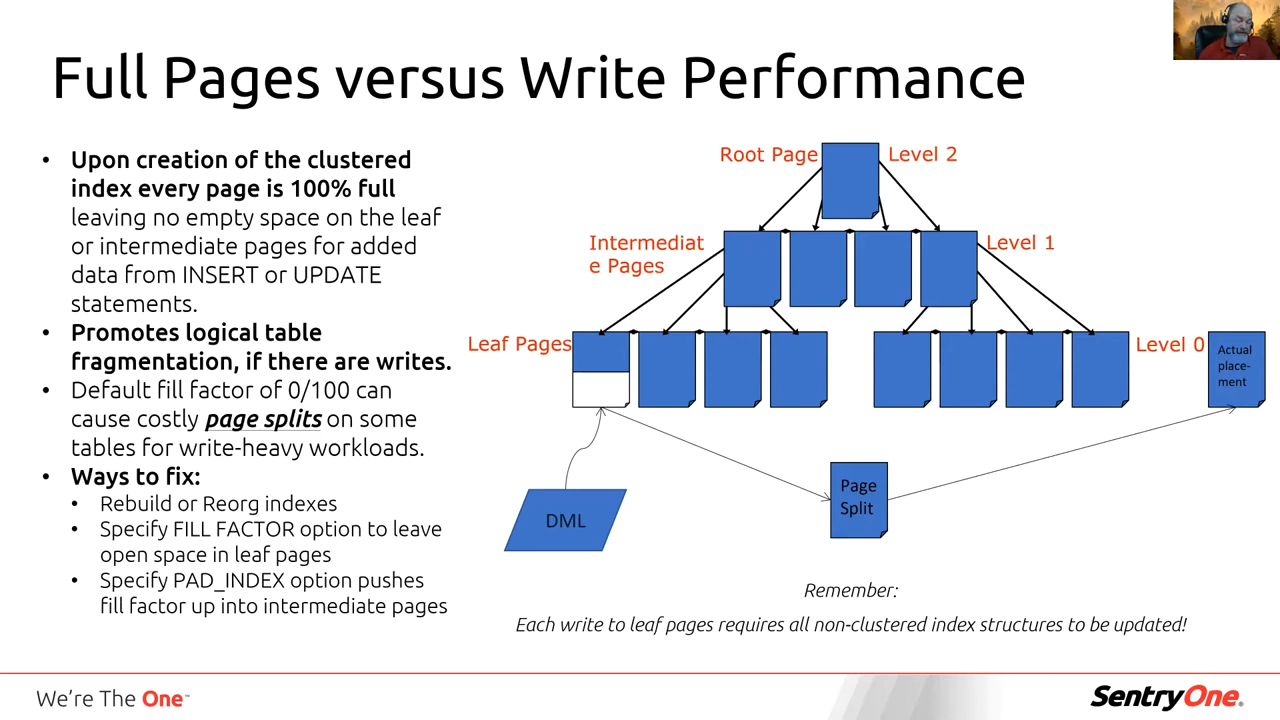 Full Pages versus Write Performance
• Upon creation of the clustered
index every page is 100% full
leaving no empty space on the leaf
or intermediate pages for added
data from INSERT or UPDATE
statements.
• Promotes logical table
fragmentation, if there are writes.
• Default fill factor of 0/100 can
cause costly page splits on some
tables for write-heavy workloads.
• Ways to fix:
• Rebuild or Reorg indexes
• Specify FILL FACTOR option to leave
open space in leaf pages
• Specify PAD_INDEX option pushes
fill factor up into intermediate pages
Root Page
Level 2
Intermediat
e Pages
Level 1
Leaf Pages
Level 0
Actual
place-
ment
Page
Split
DML
Remember:
Each write to leaf pages requires all non-clustered index structures to be updated!
We're The One™
SentryOne®